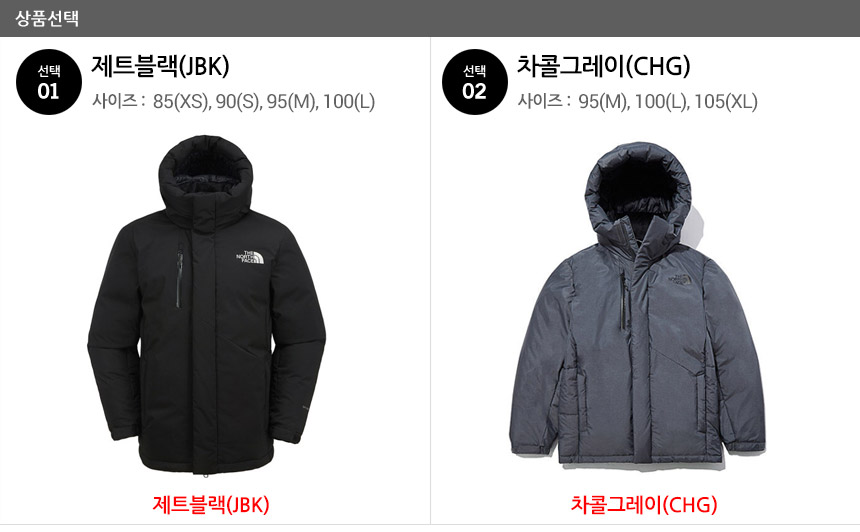 상품선택
선택
01
제트블랙(JBK)
사이즈 : 85(XS), 90(S), 95(M), 100(L)
선택
02
차콜그레이(CHG)
사이즈 : 95(M), 100(L), 105(XL)
THE
NORTH
FACE
THE
NORTH
FACE
제트블랙(JBK)
차콜그레이(CHG)